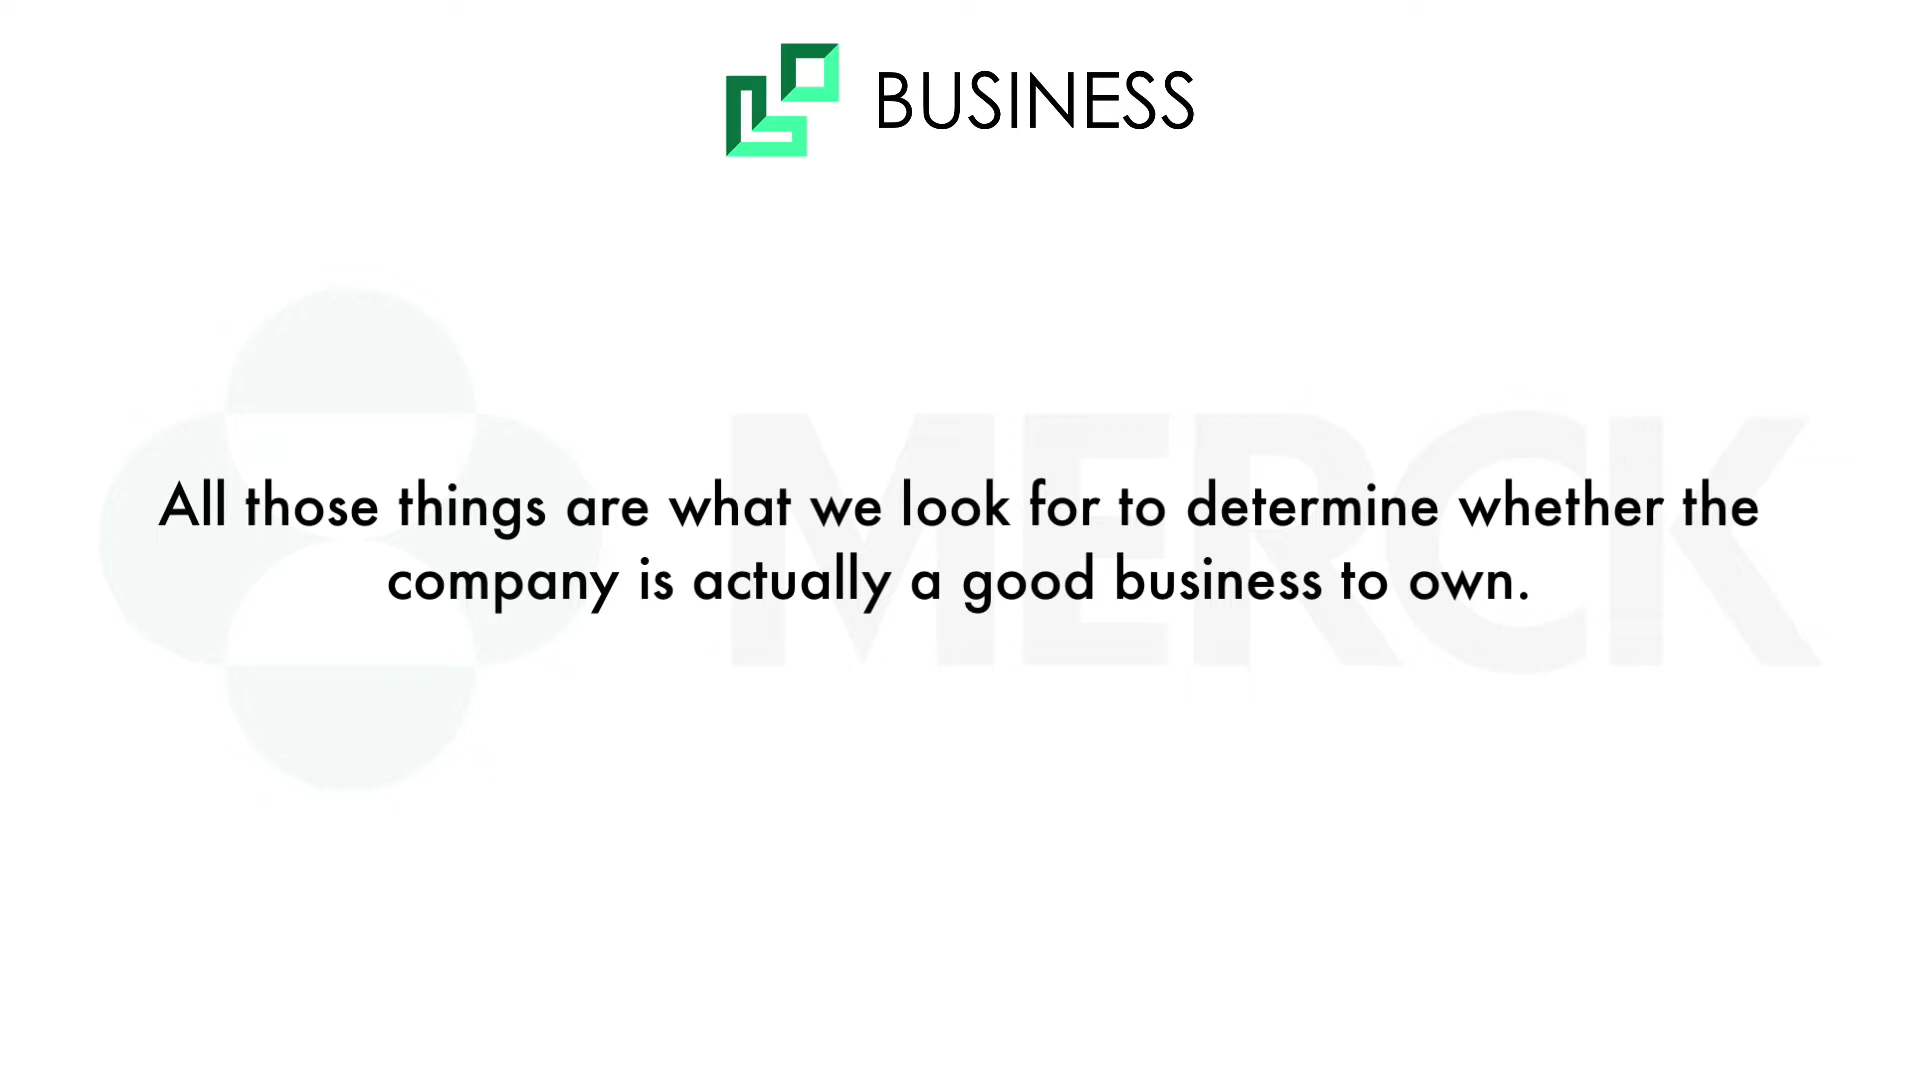 BUSINESS
MERCK
All those things are what we look for to determine whether the
company is actually a good business to own.